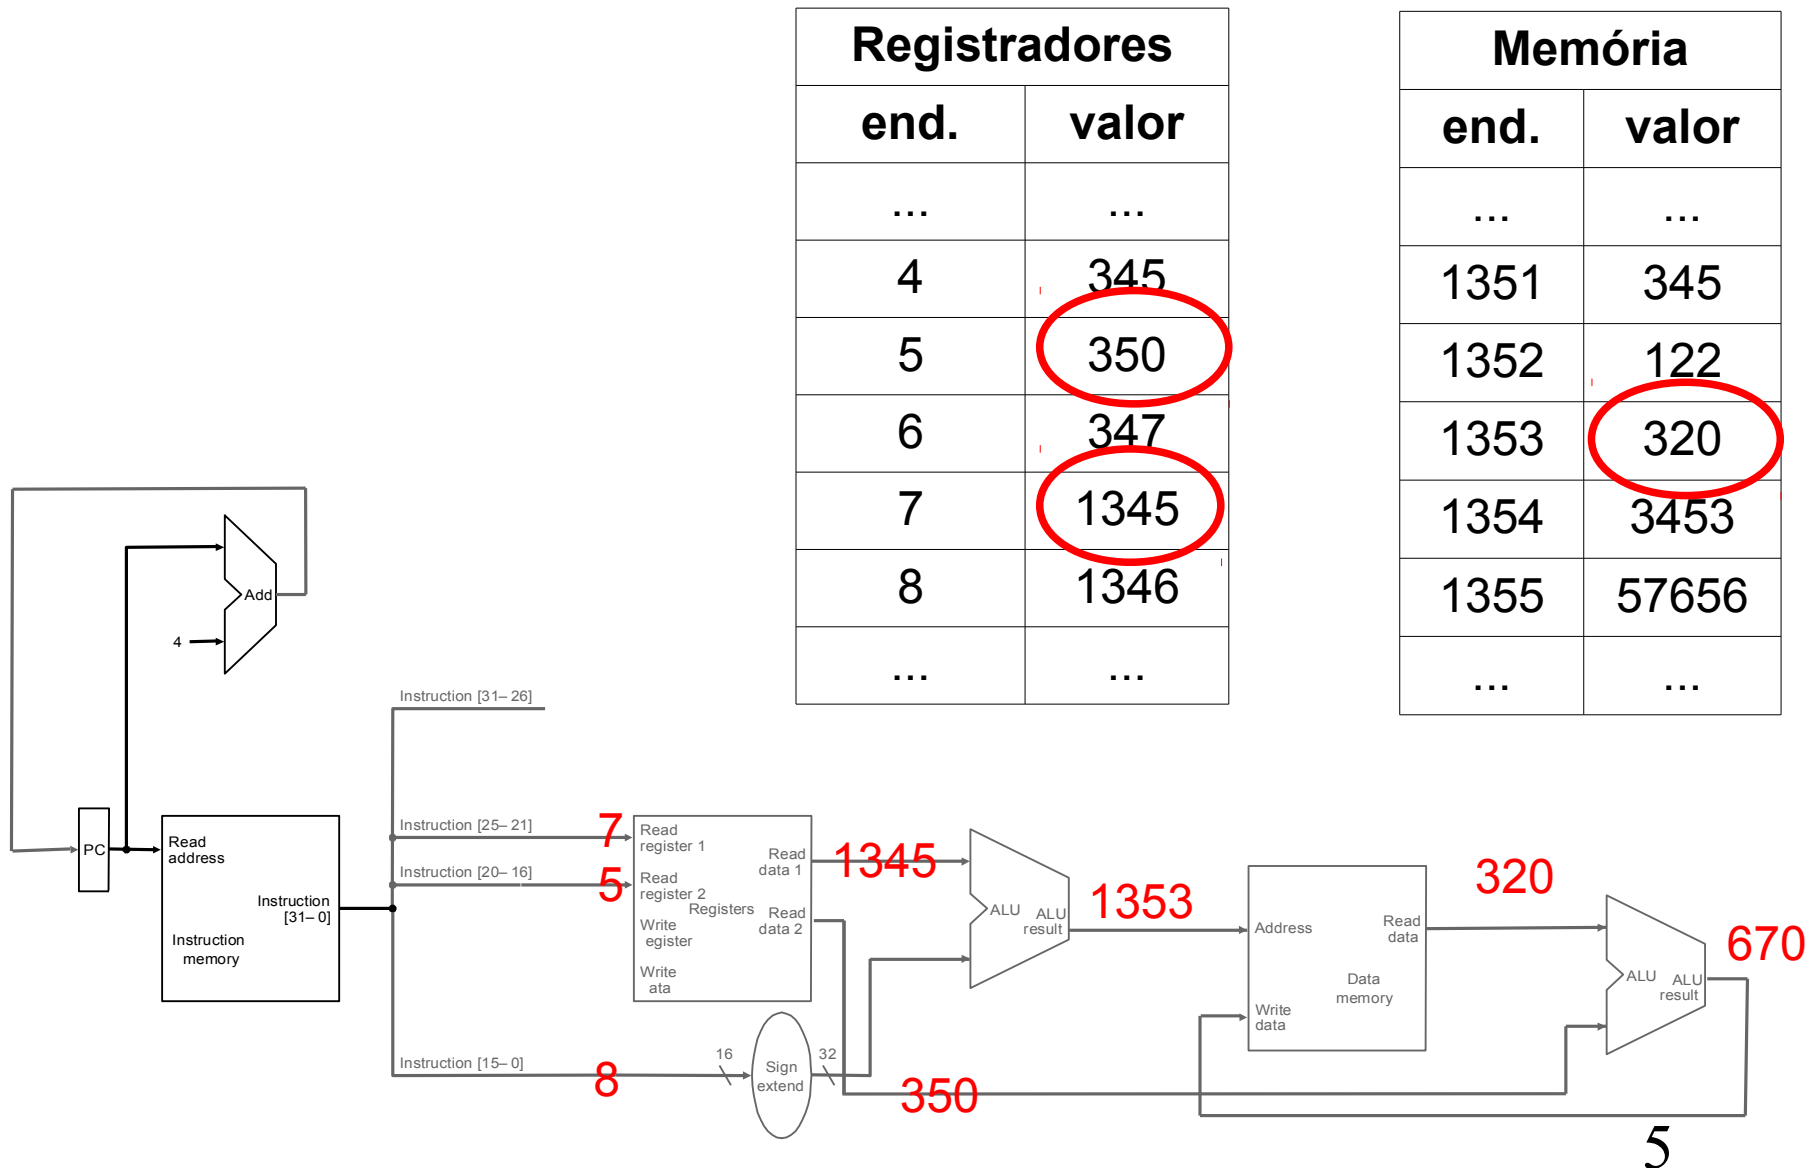 Registradores
end. valor
... ...
4 345
5 350
6 347
7 1345
8 1346
... ...
Memória
end. valor
... ...
1351 345
1352 122
1353 320
1354 3453
1355 57656
... ...
Add
4
PC
Read
address
Instruction
[31–0]
Instruction
memory
Instruction [31–26]
Instruction [25–21]
7
Instruction [20–16]
5
Instruction [15–0]
8
Read
register 1
Read
register 2
Registers
Write
egister
Write
ata
Read
data 1
Read
data 2
1345
16
Sign
extend
32
350
ALU
ALU
result
1353
Address
Read
data
Data
memory
Write
data
320
ALU
ALU
result
670
5